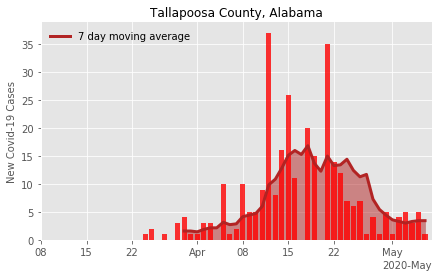 Tallapoosa County, Alabama
7 day moving average
New Covid-19 Cases
35
30
25
20
15
10
5
0
08 15 22 Apr 08 15 22 May
2020-May